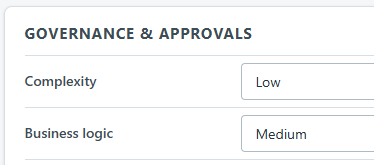 GOVERNANCE & APPROVALS
Complexity Low
Business logic Medium